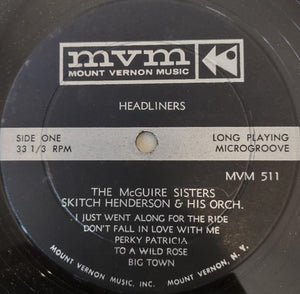 mvm
MOUNT VERNON MUSIC
HEADLINERS
SIDE ONE
33 1/3 RPM
LONG PLAYING
MICROGROOVE
MVM 511
THE McGUIRE SISTERS
SKITCH HENDERSON & HIS ORCH.
I JUST WENT ALONG FOR THE RIDE
DON'T FALL IN LOVE WITH ME
PERKY PATRICIA
TO A WILD ROSE
BIG TOWN
MOUNT VERNON MUSIC, INC. MOUNT VERNON, N.Y.